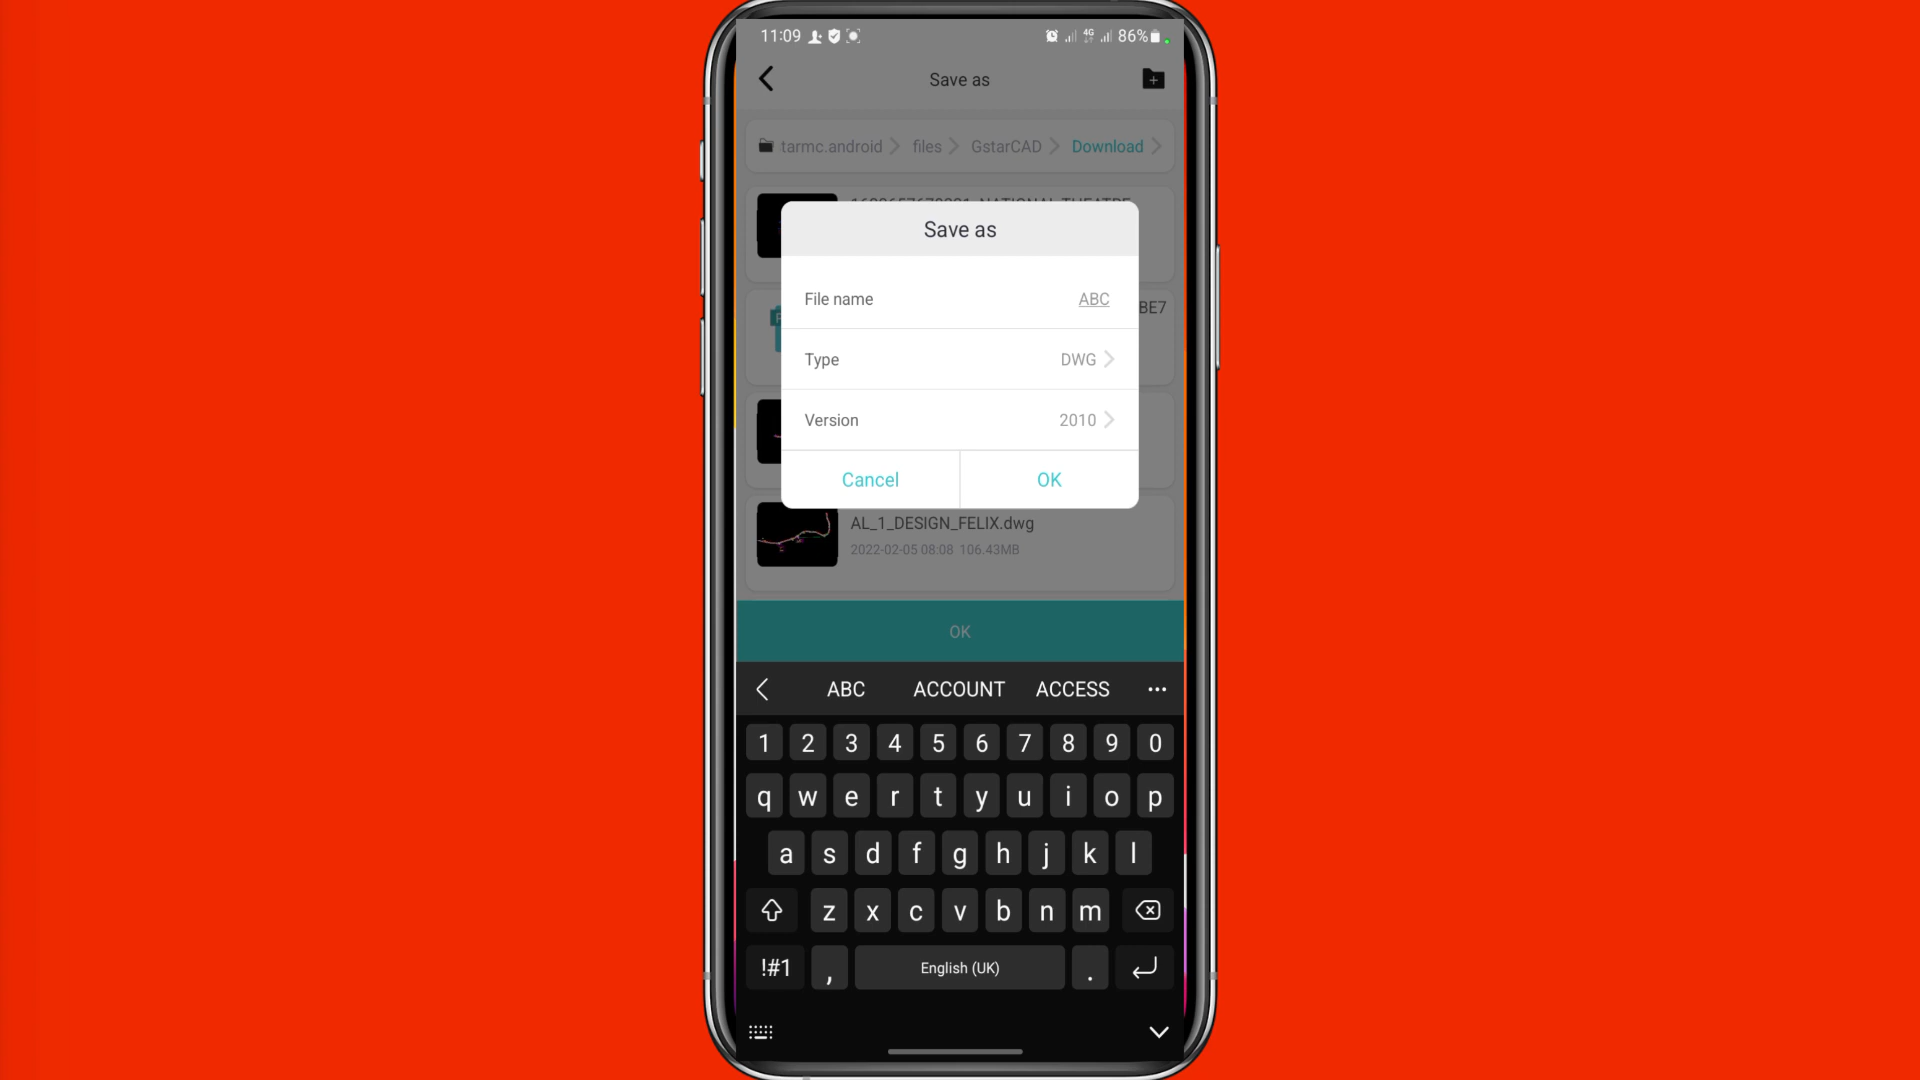 11:09 4G 86%
Save as
tarmc.android files GstarCAD Download
Save as
File name ABC
BE7
Type DWG
Version 2010
Cancel OK
AL_1_DESIGN_FELIX.dwg
2022-02-05 08:08 106.43MB
OK
ABC ACCOUNT ACCESS
1 2 3 4 5 6 7 8 9 0
q w e r t y u i o p
a s d f g h j k l
z x c v b n m
!#1 , English (UK) .